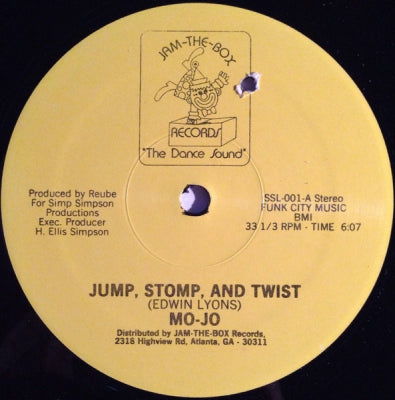 JAM-THE-BOX
RECORDS
"The Dance Sound"
Produced by Reube
For Simp Simpson
Productions
Exec. Producer
H. Ellis Simpson
SSL-001-A Stereo
FUNK CITY MUSIC
BMI
33 1/3 RPM - TIME 6:07
JUMP, STOMP, AND TWIST
(EDWIN LYONS)
MO-JO
Distributed by JAM-THE-BOX Records,
2318 Highview Rd, Atlanta, GA - 30311